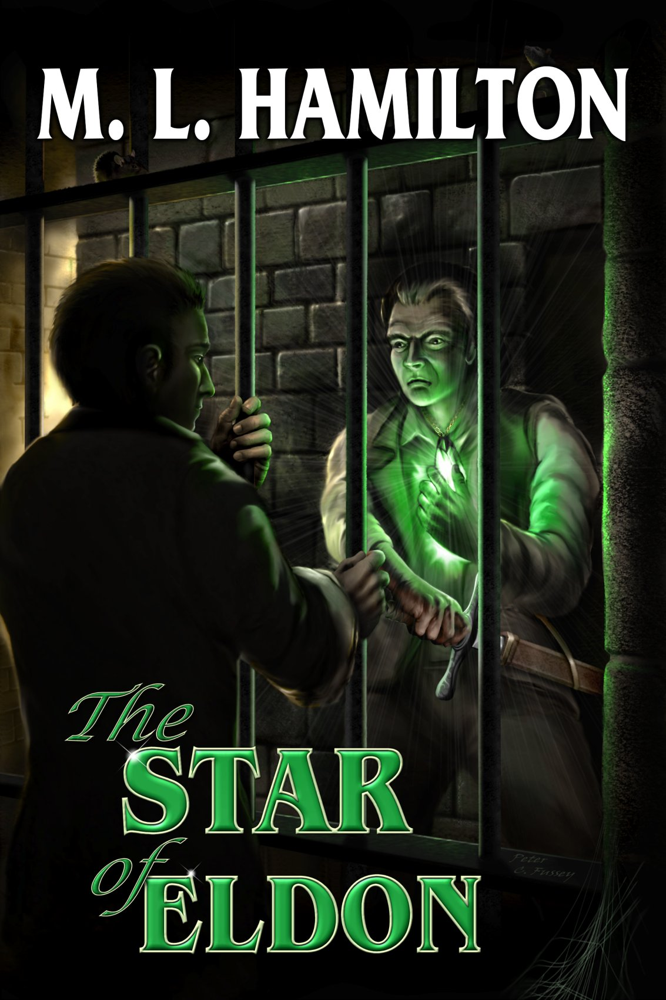 M. L. HAMILTON
The
STAR
of
ELDON
Peter
C. Fussey